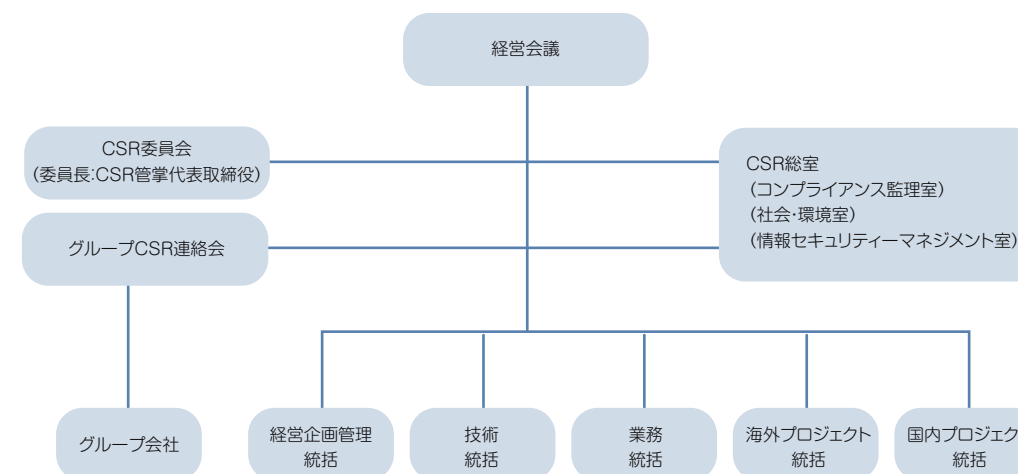 経営会議
CSR委員会
(委員長:CSR管掌代表取締役)
CSR総室
(コンプライアンス監理室)
(社会・環境室)
(情報セキュリティーマネジメント室)
グループCSR連絡会
グループ会社
経営企画管理
統括
技術
統括
業務
統括
海外プロジェクト
統括
国内プロジェク
統括